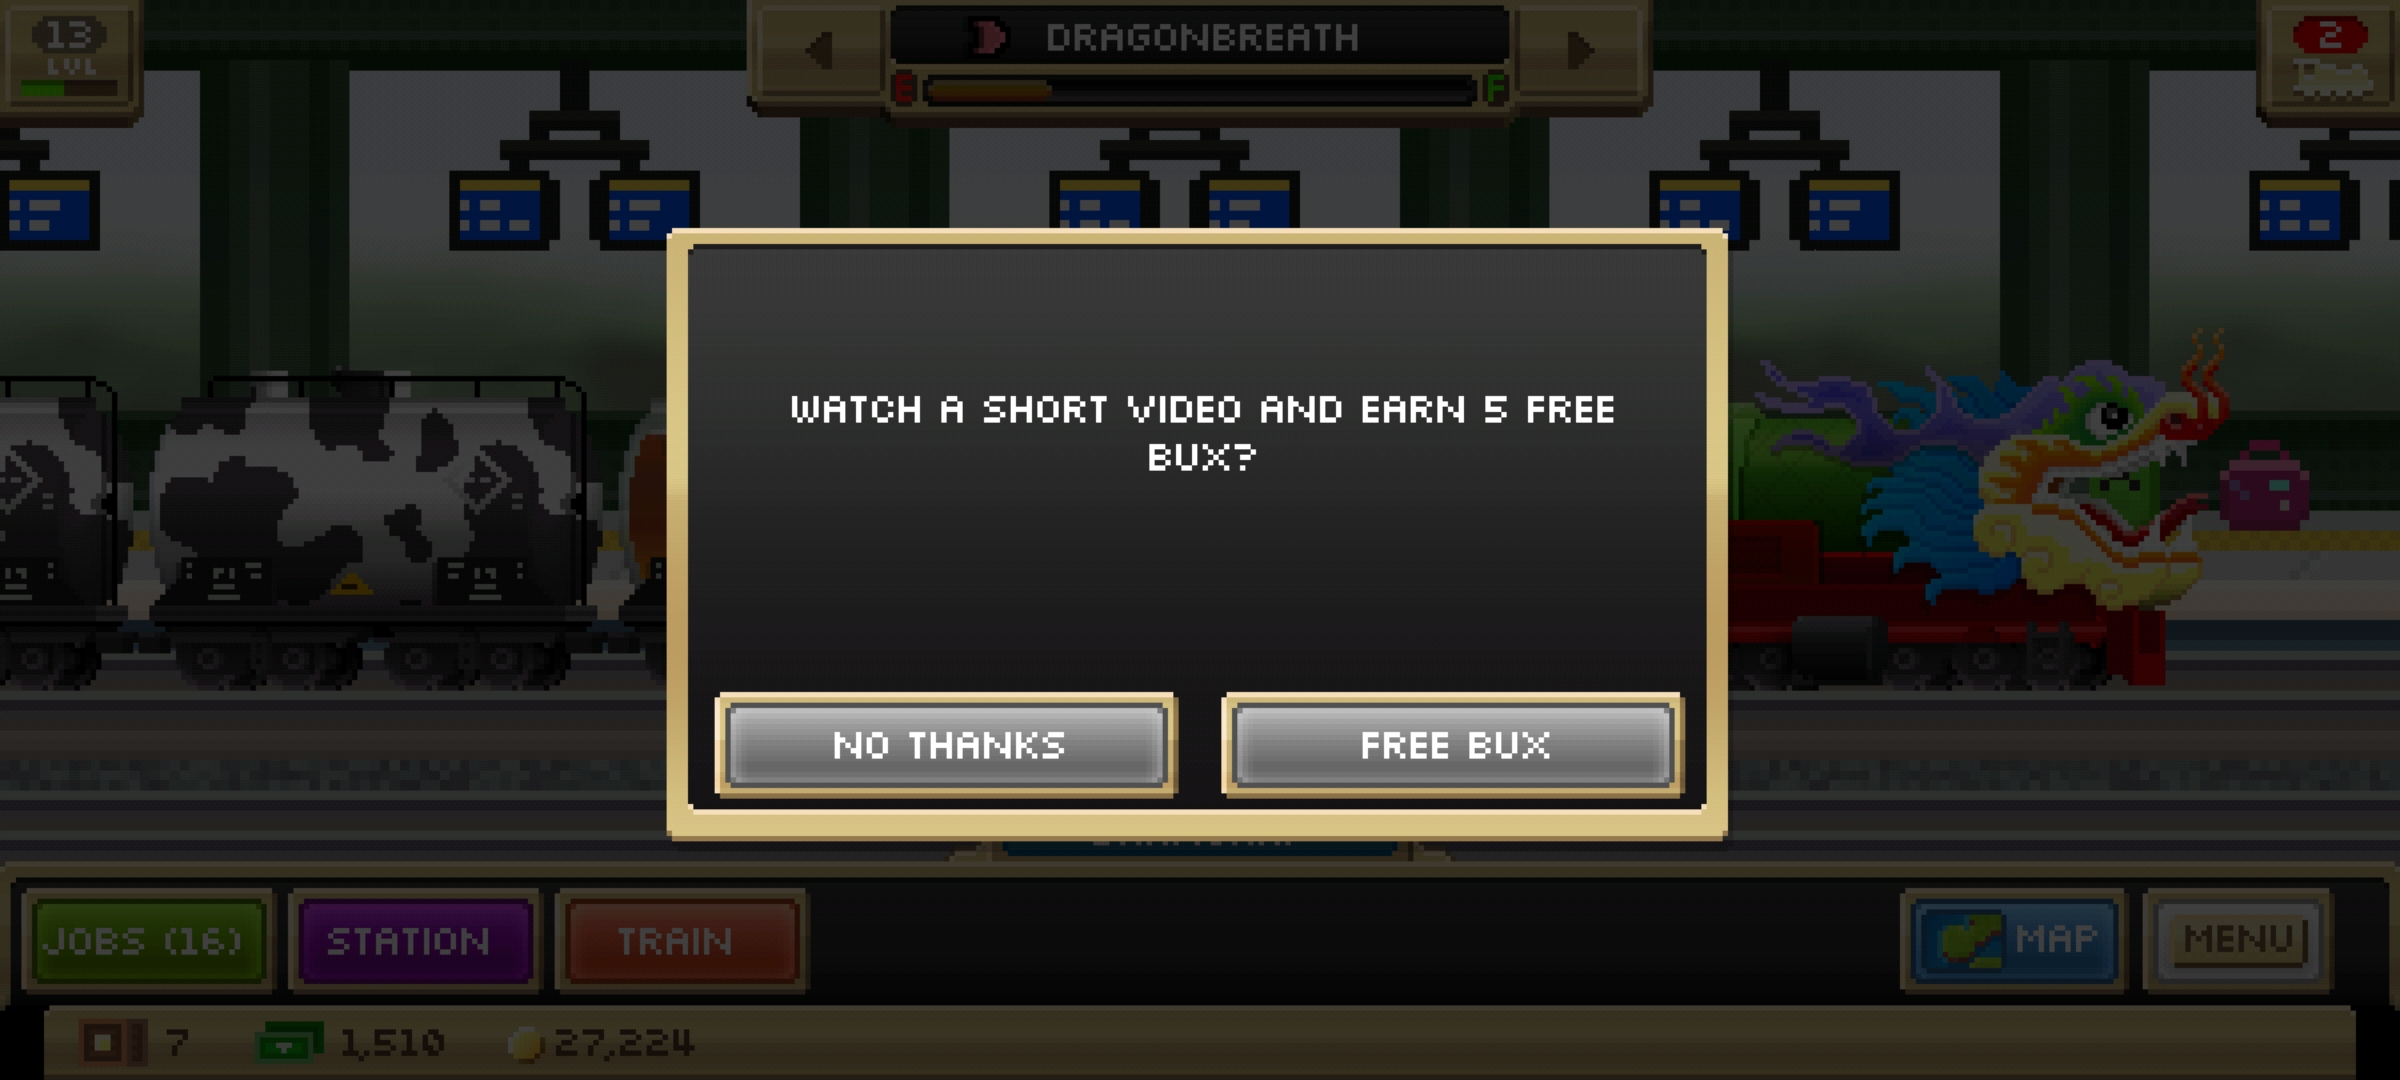 13
LVL
DRAGONBREATH
E
F
2
WATCH A SHORT VIDEO AND EARN 5 FREE
BUX?
NO THANKS
FREE BUX
JOBS (16)
STATION
TRAIN
MAP
MENU
7
1,510
27,224